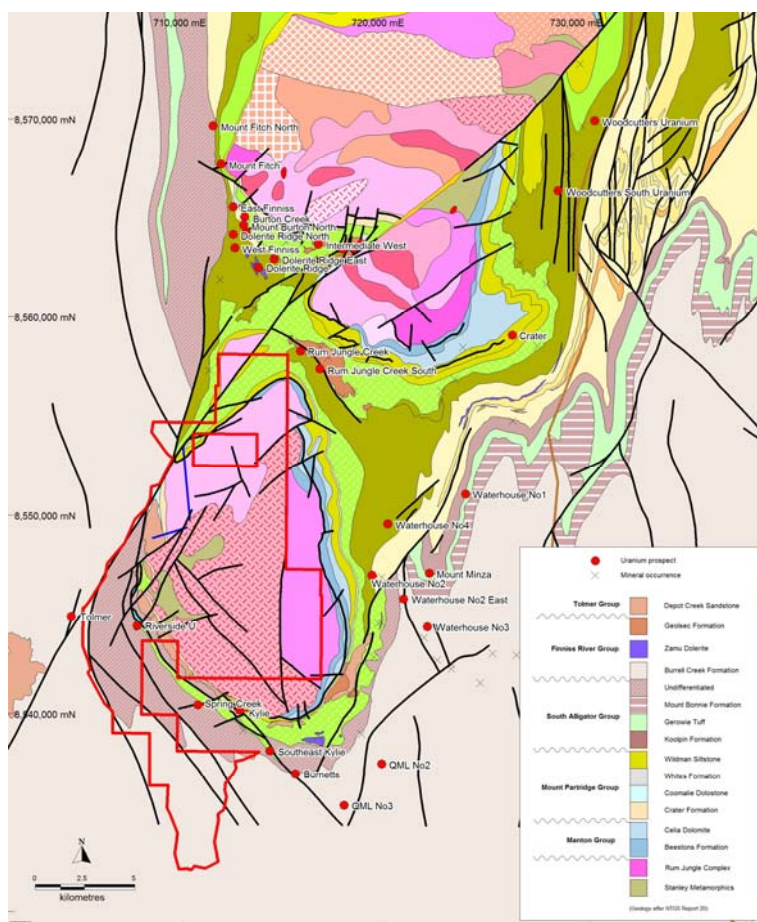 710,000 mE
720,000 mE
730,000 mE
8,570,000 mN
Mount Fitch North
Woodcutters Uranium
Mount Fitch
Woodcutters South Uranium
East Finniss
Burton Creek
Mount Burton North
Dolerite Ridge North
Intermediate West
West Finniss
Dolerite Ridge East
Dolerite Ridge
8,560,000 mN
Crater
Rum Jungle Creek
Rum Jungle Creek South
Waterhouse No1
8,550,000 mN
Waterhouse No4
Mount Minza
Waterhouse No2
Waterhouse No2 East
Tolmer
Riverside U
Waterhouse No3
Spring Creek
Kylie
8,540,000 mN
Southeast Kylie
QML No2
Burnetts
QML No3
N
0 2.5 5
kilometres
Uranium prospect
Mineral occurrence
Tolmer Group
Depot Creek Sandstone
Geolsec Formation
Finniss River Group
Zamu Dolerite
Burrell Creek Formation
Undifferentiated
Mount Bonnie Formation
South Alligator Group
Gerowie Tuff
Koolpin Formation
Wildman Siltstone
Whites Formation
Mount Partridge Group
Coomalie Dolostone
Crater Formation
Celia Dolomite
Manton Group
Beestons Formation
Rum Jungle Complex
Stanley Metamorphics
(Geology after NTGS Report 20)